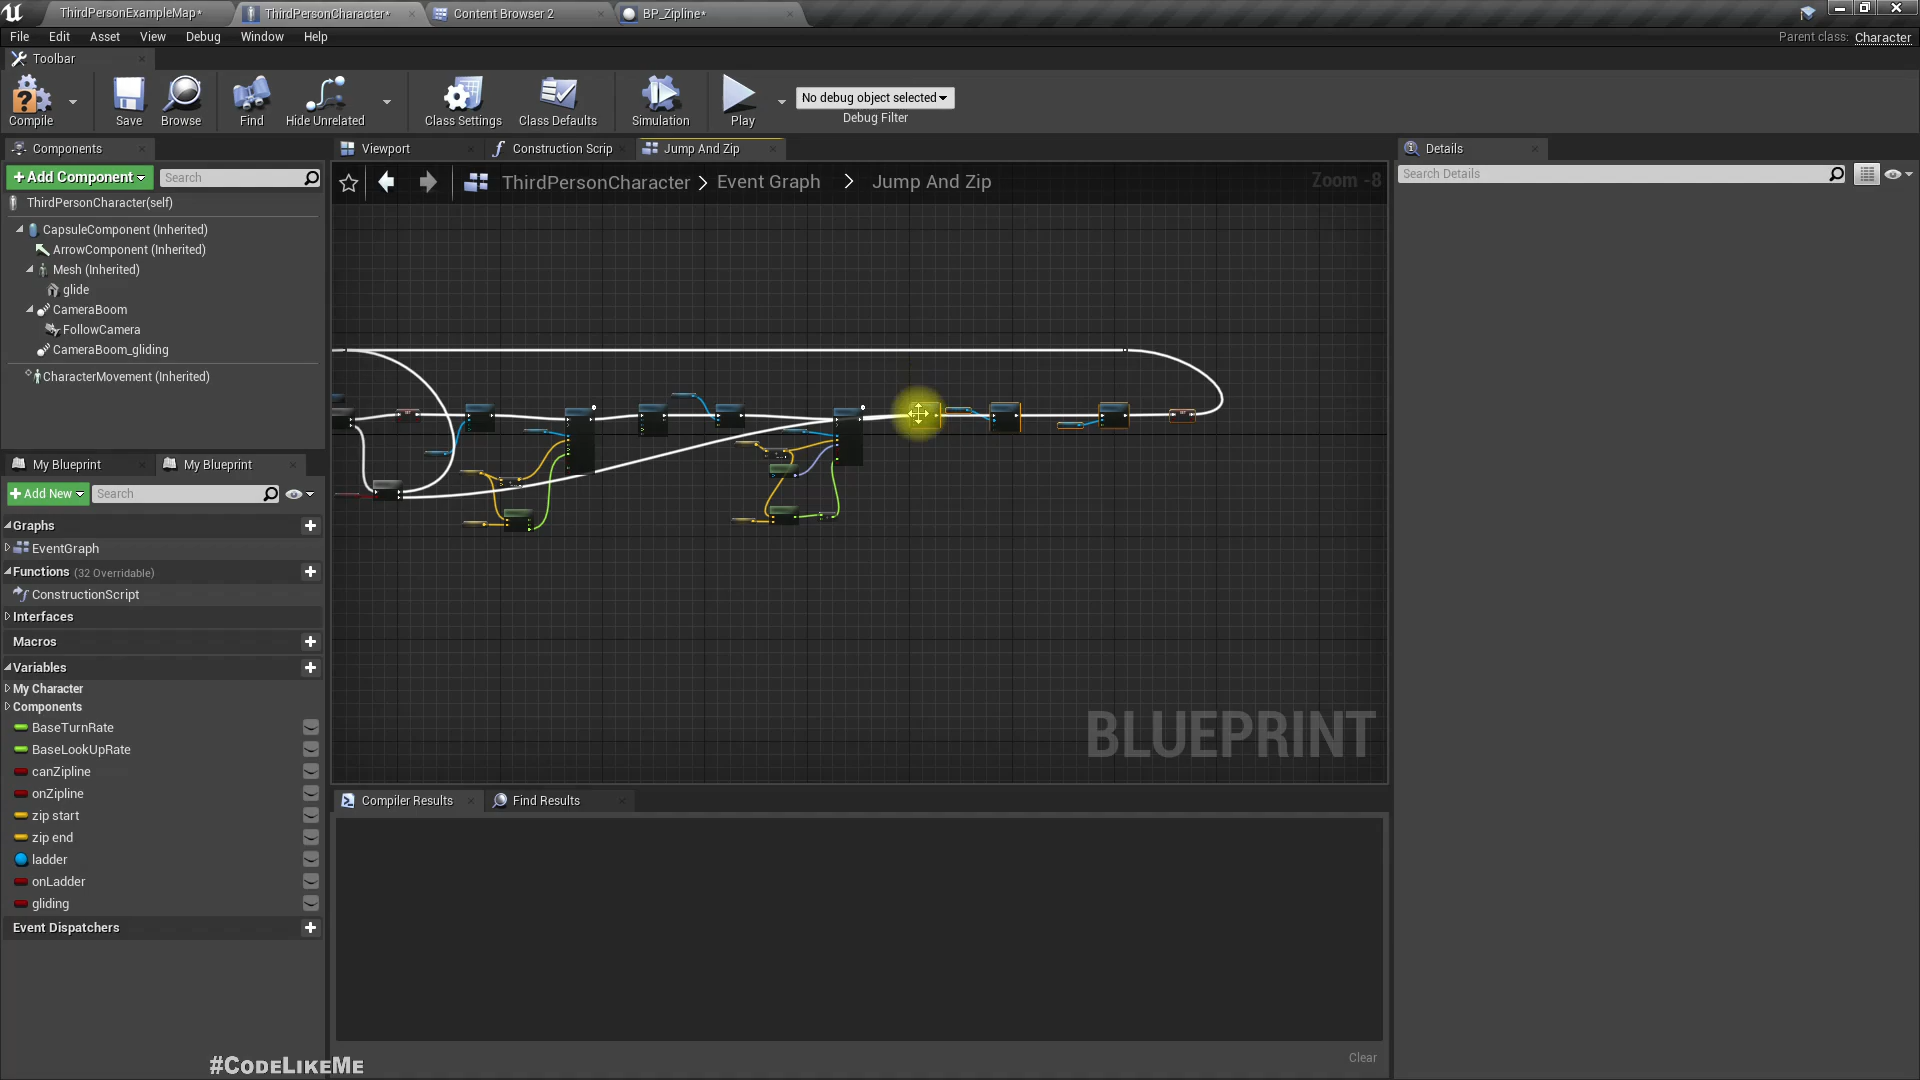 ThirdPersonExampleMap*
ThirdPersonCharacter*
Content Browser 2
BP_Zipline*
File Edit Asset View Debug Window Help
Parent class: Character
Toolbar
Compile
Save
Browse
Find
Hide Unrelated
Class Settings
Class Defaults
Simulation
Play
No debug object selected
Debug Filter
Components
Viewport
Construction Scrip
Jump And Zip
Details
+Add Component
Search
ThirdPersonCharacter > Event Graph > Jump And Zip
Zoom -8
Search Details
ThirdPersonCharacter(self)
CapsuleComponent (Inherited)
ArrowComponent (Inherited)
Mesh (Inherited)
glide
CameraBoom
FollowCamera
CameraBoom_gliding
CharacterMovement (Inherited)
My Blueprint
My Blueprint
+Add New
Search
Graphs
EventGraph
Functions (32 Overridable)
ConstructionScript
Interfaces
Macros
Variables
My Character
Components
BaseTurnRate
BaseLookUpRate
canZipline
onZipline
zip start
zip end
ladder
onLadder
gliding
Event Dispatchers
BLUEPRINT
Compiler Results
Find Results
Clear
#CodeLikeMe